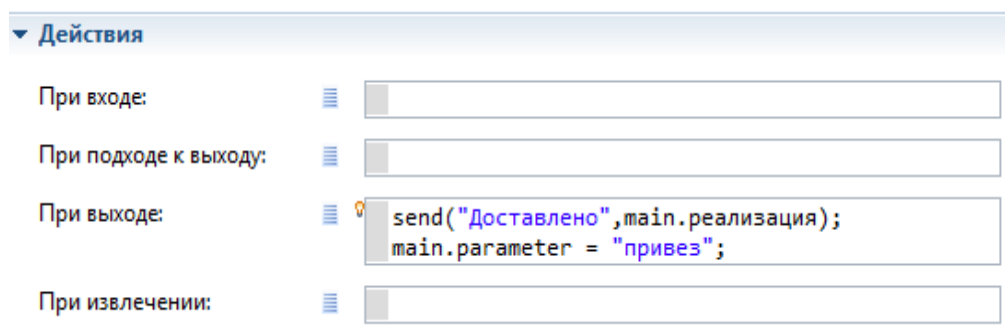 Действия
При входе:
При подходе к выходу:
При выходе:
send("Доставлено",main.реализация);
main.parameter = "привез";
При извлечении: